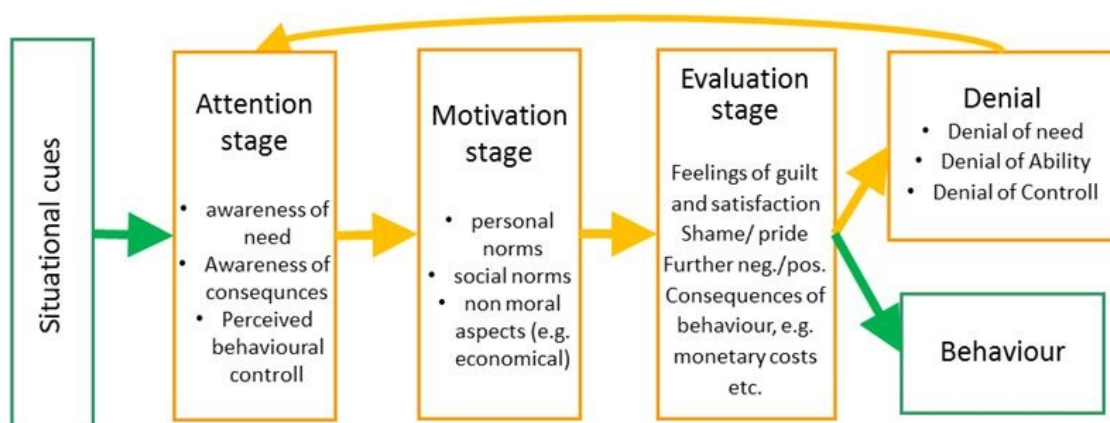 Situational cues
Attention
stage
• awareness of
need
• Awareness of
consequnces
• Perceived
behavioural
controll
Motivation
stage
• personal
norms
• social norms
• non moral
aspects (e.g.
economical)
Evaluation
stage
Feelings of guilt
and satisfaction
Shame/ pride
Further neg./pos.
Consequences of
behaviour, e.g.
monetary costs
etc.
Denial
• Denial of need
• Denial of Ability
• Denial of Controll
Behaviour